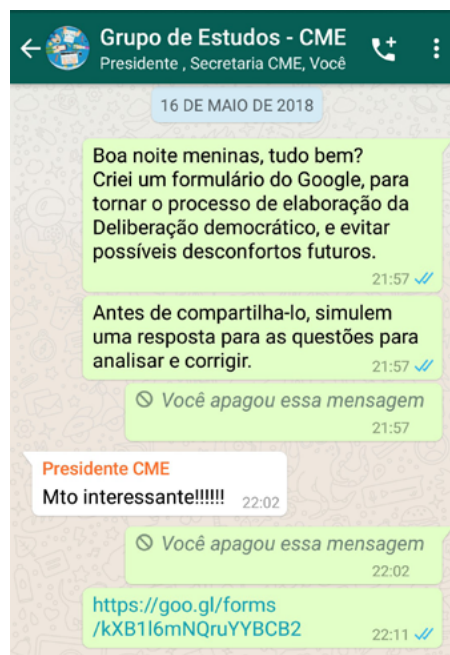 Grupo de Estudos - CME
Presidente , Secretaria CME, Você
16 DE MAIO DE 2018
Boa noite meninas, tudo bem?
Criei um formulário do Google, para
tornar o processo de elaboração da
Deliberação democrático, e evitar
possíveis desconfortos futuros.
21:57
Antes de compartilha-lo, simulem
uma resposta para as questões para
analisar e corrigir.
21:57
Você apagou essa mensagem
21:57
Presidente CME
Mto interessante!!!!!!
22:02
Você apagou essa mensagem
22:02
https://goo.gl/forms
/kXB1l6mNQruYYBCB2
22:11